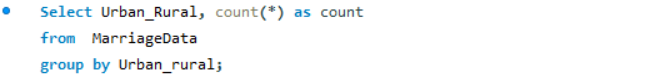 Select Urban_Rural, count(*) as count
from  MarriageData
group by Urban_rural;